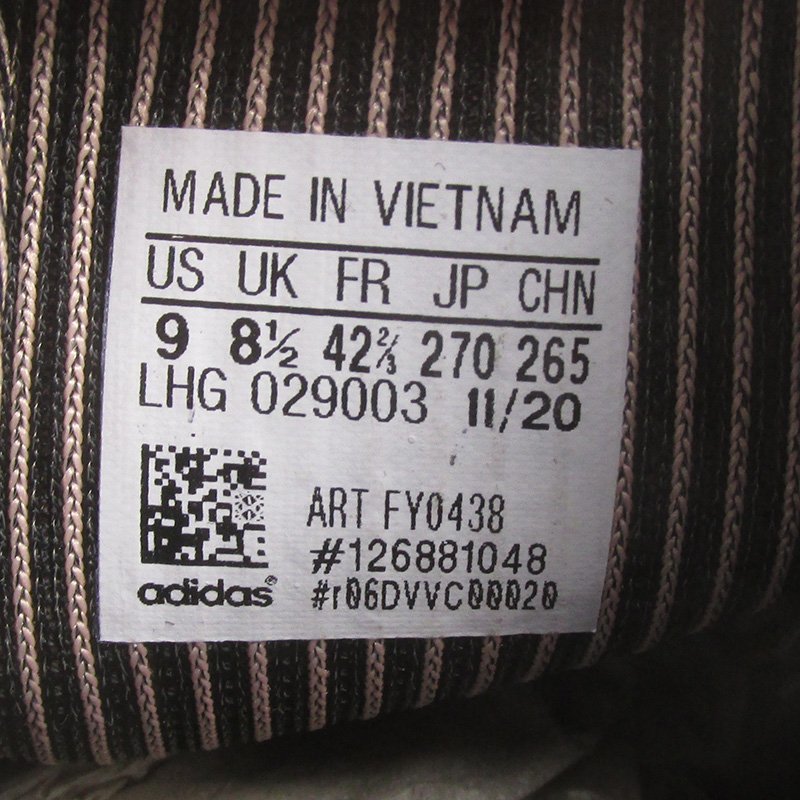 MADE IN VIETNAM
US UK FR JP CHN
9 8½ 42⅔ 270 265
LHG 029003 11/20
ART FY0438
#126881048
adidas® #r06DVVC00020